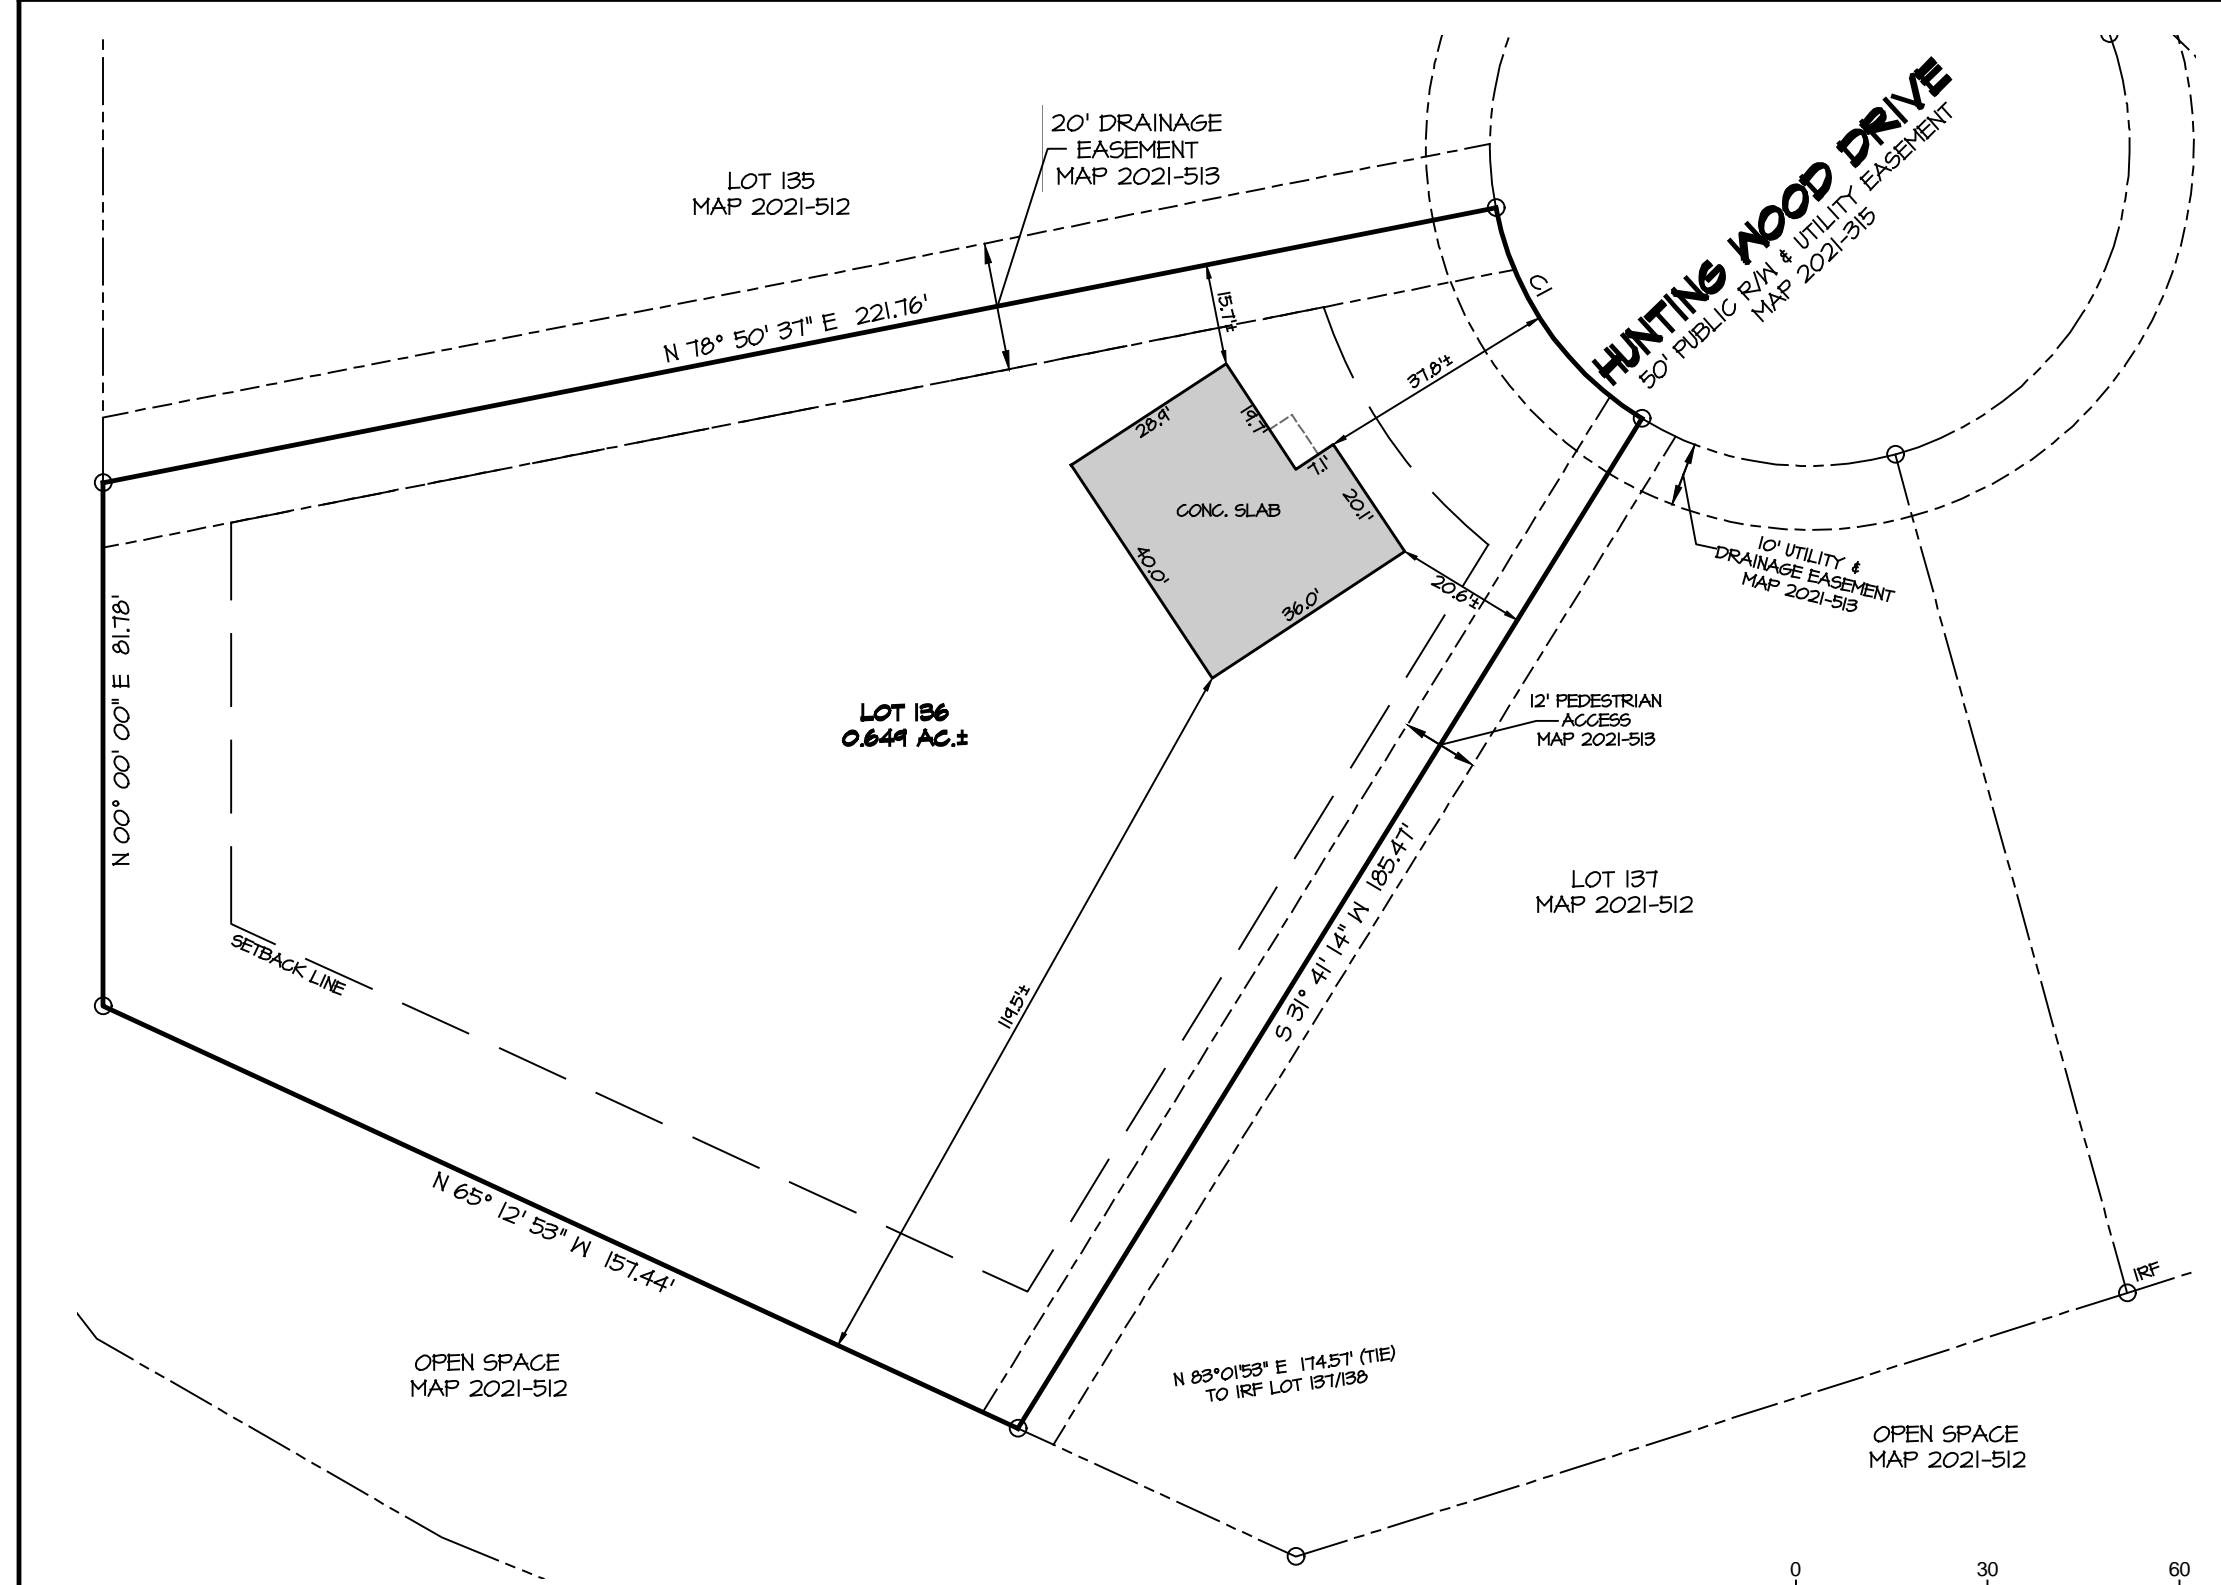 20' DRAINAGE
EASEMENT
MAP 2021-513
LOT 135
MAP 2021-512
HUNTING WOOD DRIVE
50' PUBLIC R/W & UTILITY EASEMENT
MAP 2021-315
C1
N 78° 50' 37" E 221.76'
15.7'±
37.8'±
28.9'
19.7'
7.1'
CONC. SLAB
20.1'
40.0'
36.0'
20.6'±
10' UTILITY &
DRAINAGE EASEMENT
MAP 2021-513
N 00° 00' 00" E 81.78'
LOT 136
0.649 AC.±
12' PEDESTRIAN
ACCESS
MAP 2021-513
LOT 137
MAP 2021-512
S 31° 41' 14" W 185.47'
SETBACK LINE
119.5'±
N 65° 12' 53" W 157.44'
IRF
OPEN SPACE
MAP 2021-512
N 83°01'53" E 174.57' (TIE)
TO IRF LOT 137/138
OPEN SPACE
MAP 2021-512
0 30 60